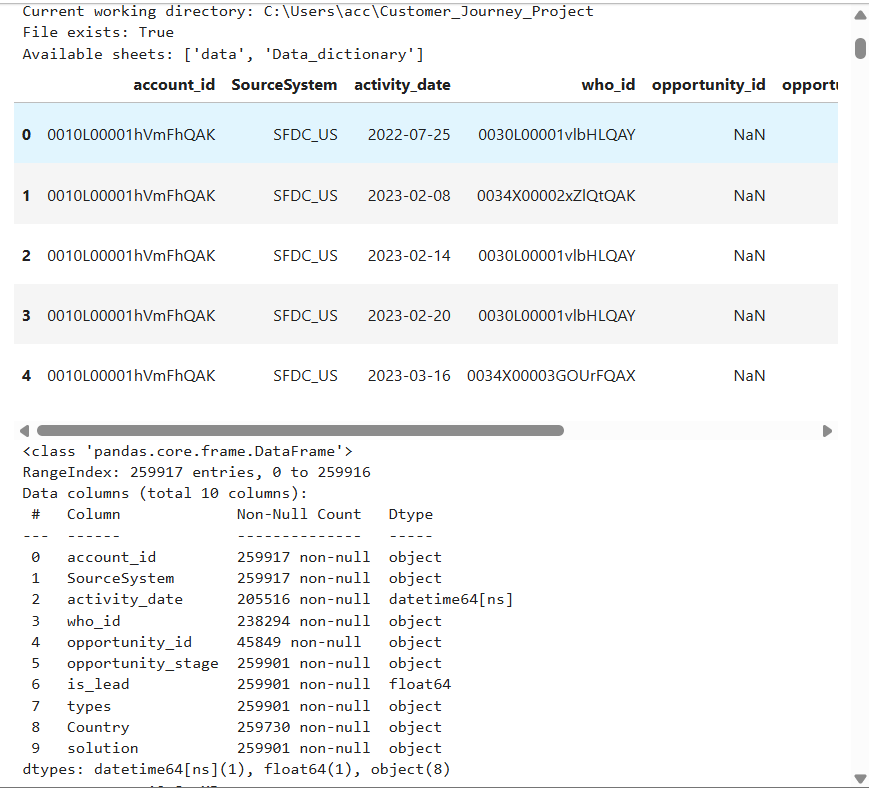 Current working directory: C:\Users\acc\Customer_Journey_Project
File exists: True
Available sheets: ['data', 'Data_dictionary']
account_id SourceSystem activity_date who_id opportunity_id
0 0010L00001hVmFhQAK SFDC_US 2022-07-25 0030L00001vlbHLQAY NaN
1 0010L00001hVmFhQAK SFDC_US 2023-02-08 0034X00002xZlQtQAK NaN
2 0010L00001hVmFhQAK SFDC_US 2023-02-14 0030L00001vlbHLQAY NaN
3 0010L00001hVmFhQAK SFDC_US 2023-02-20 0030L00001vlbHLQAY NaN
4 0010L00001hVmFhQAK SFDC_US 2023-03-16 0034X00003GOUrFQAX NaN
<class 'pandas.core.frame.DataFrame'>
RangeIndex: 259917 entries, 0 to 259916
Data columns (total 10 columns):
# Column Non-Null Count Dtype
--- ------ -------------- -----
0 account_id 259917 non-null object
1 SourceSystem 259917 non-null object
2 activity_date 205516 non-null datetime64[ns]
3 who_id 238294 non-null object
4 opportunity_id 45849 non-null object
5 opportunity_stage 259901 non-null object
6 is_lead 259901 non-null float64
7 types 259901 non-null object
8 Country 259730 non-null object
9 solution 259901 non-null object
dtypes: datetime64[ns](1), float64(1), object(8)